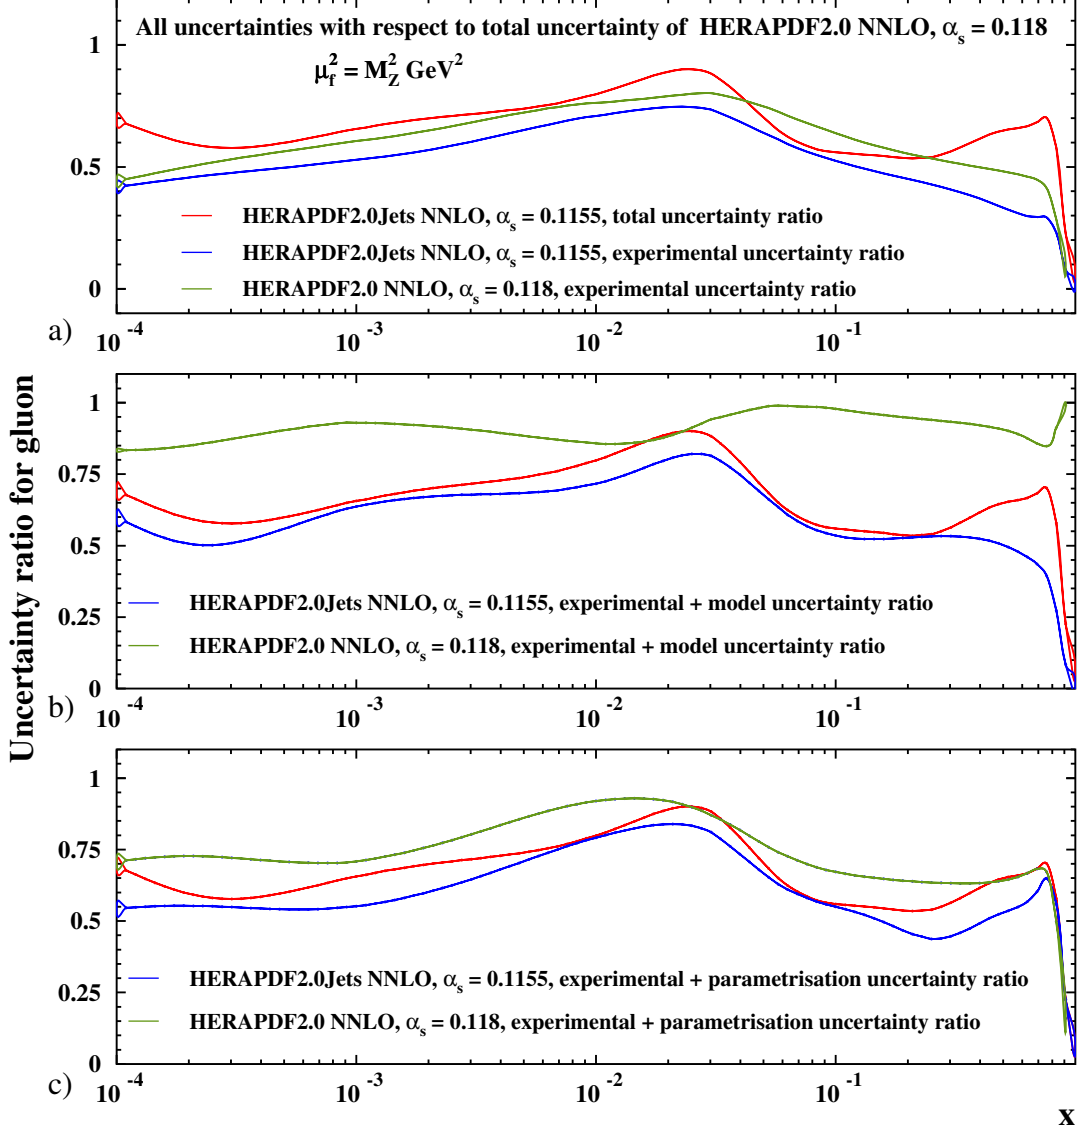 All uncertainties with respect to total uncertainty of HERAPDF2.0 NNLO, αs = 0.118
μf² = MZ² GeV²
1
0.5
0
HERAPDF2.0Jets NNLO, αs = 0.1155, total uncertainty ratio
HERAPDF2.0Jets NNLO, αs = 0.1155, experimental uncertainty ratio
HERAPDF2.0 NNLO, αs = 0.118, experimental uncertainty ratio
a)
10⁻⁴ 10⁻³ 10⁻² 10⁻¹
Uncertainty ratio for gluon
1
0.75
0.5
0.25
0
HERAPDF2.0Jets NNLO, αs = 0.1155, experimental + model uncertainty ratio
HERAPDF2.0 NNLO, αs = 0.118, experimental + model uncertainty ratio
b)
10⁻⁴ 10⁻³ 10⁻² 10⁻¹
1
0.75
0.5
0.25
0
HERAPDF2.0Jets NNLO, αs = 0.1155, experimental + parametrisation uncertainty ratio
HERAPDF2.0 NNLO, αs = 0.118, experimental + parametrisation uncertainty ratio
c)
10⁻⁴ 10⁻³ 10⁻² 10⁻¹
x